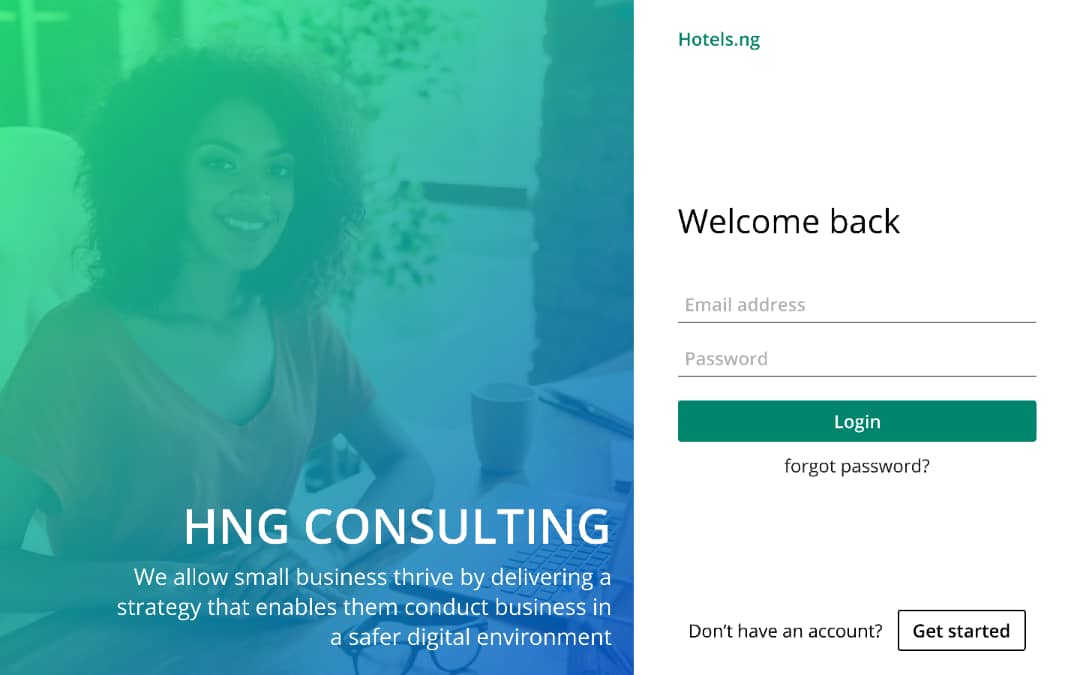 Hotels.ng
Welcome back
Email address
Password
Login
forgot password?
HNG CONSULTING
We allow small business thrive by delivering a
strategy that enables them conduct business in
a safer digital environment
Don’t have an account?
Get started